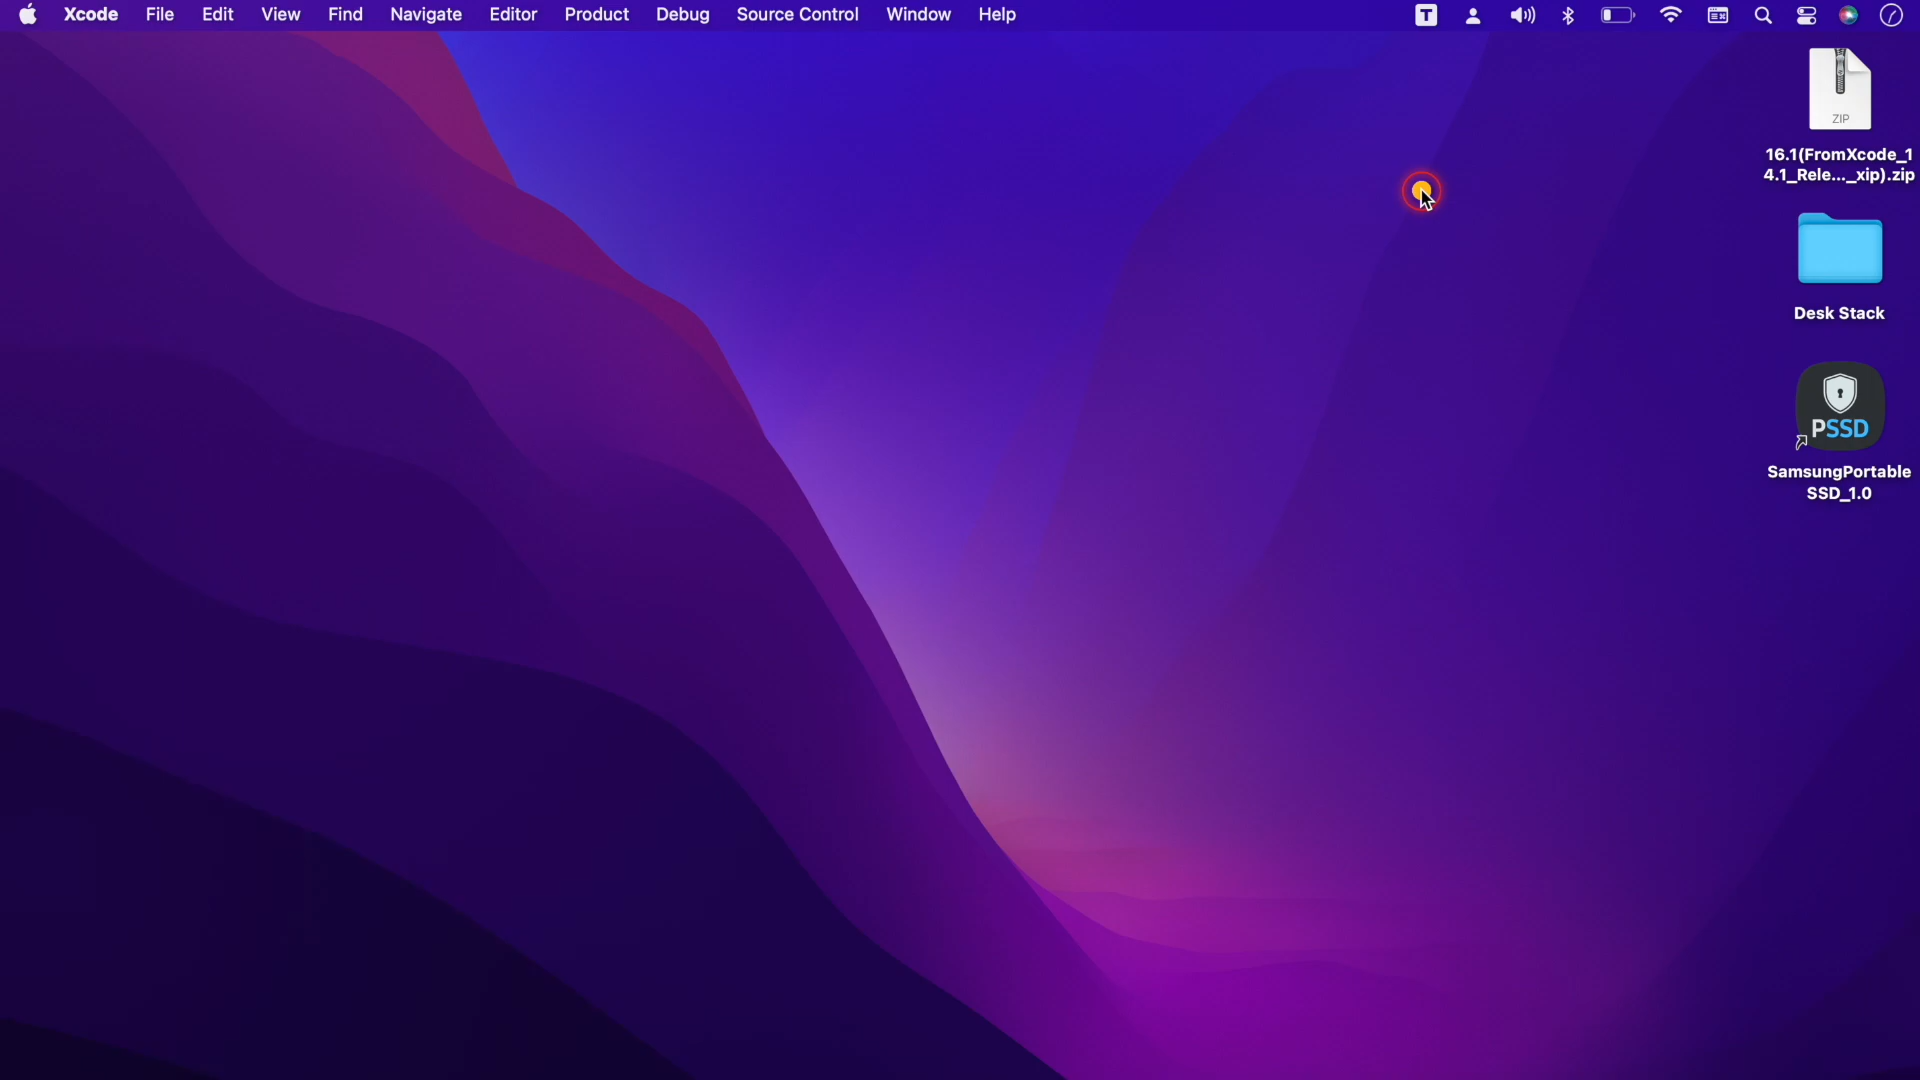 Xcode File Edit View Find Navigate Editor Product Debug Source Control Window Help T
ZIP
16.1(FromXcode_1
4.1_Rele..._xip).zip
Desk Stack
PSSD
SamsungPortable
SSD_1.0